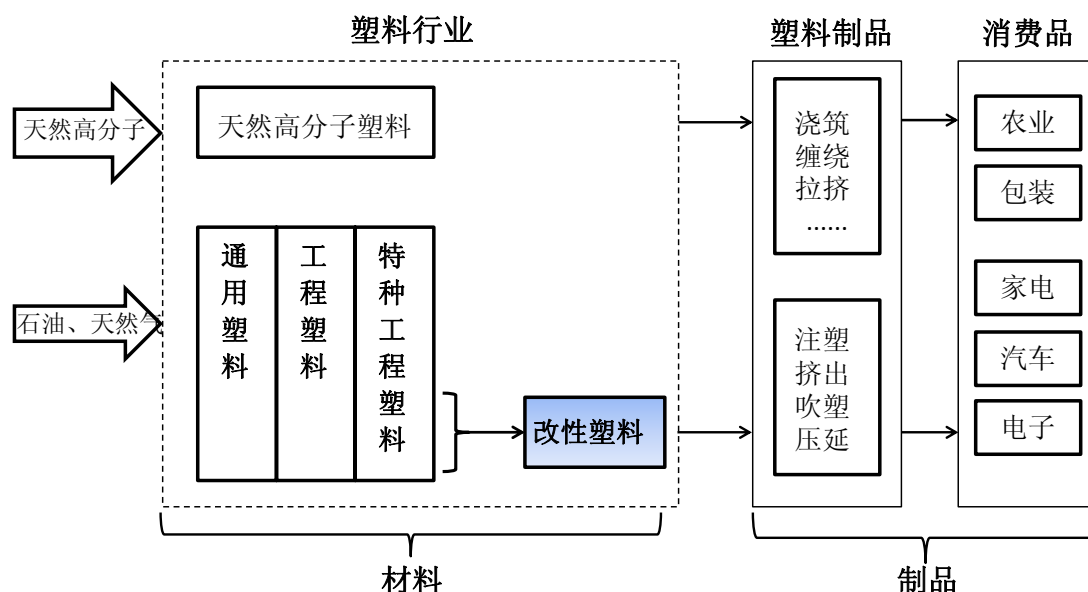 塑料行业
塑料制品
消费品
天然高分子
天然高分子塑料
石油、天然气
通用塑料
工程塑料
特种工程塑料
改性塑料
浇筑
缠绕
拉挤
......
注塑
挤出
吹塑
压延
农业
包装
家电
汽车
电子
材料
制品